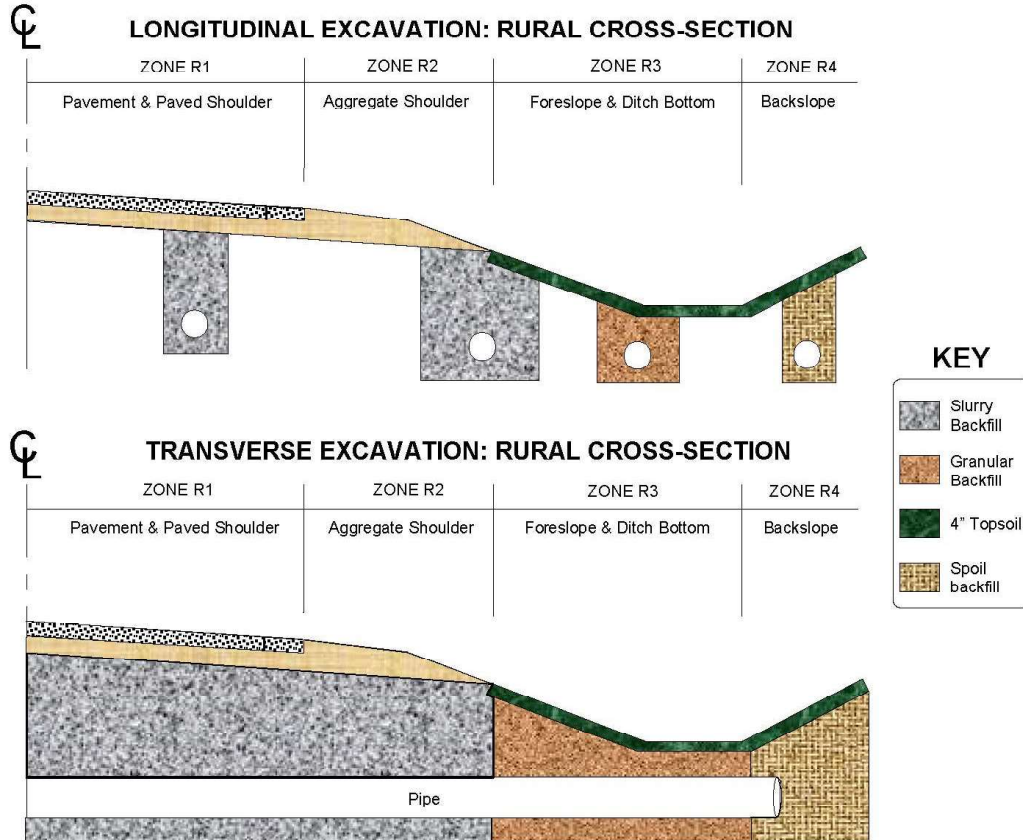 ℄ LONGITUDINAL EXCAVATION: RURAL CROSS-SECTION
ZONE R1 ZONE R2 ZONE R3 ZONE R4
Pavement & Paved Shoulder Aggregate Shoulder Foreslope & Ditch Bottom Backslope
KEY
Slurry
Backfill
Granular
Backfill
4" Topsoil
Spoil
backfill
℄ TRANSVERSE EXCAVATION: RURAL CROSS-SECTION
ZONE R1 ZONE R2 ZONE R3 ZONE R4
Pavement & Paved Shoulder Aggregate Shoulder Foreslope & Ditch Bottom Backslope
Pipe